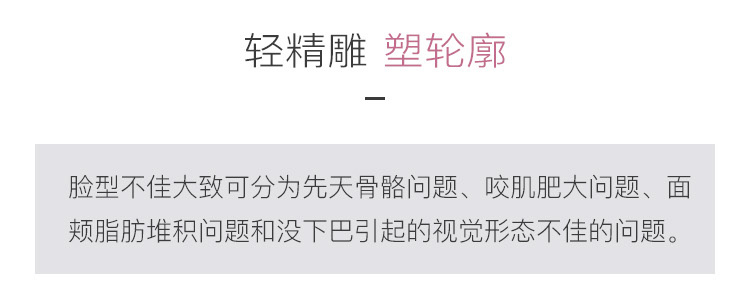 轻精雕 塑轮廓
脸型不佳大致可分为先天骨骼问题、咬肌肥大问题、面
颊脂肪堆积问题和没下巴引起的视觉形态不佳的问题。